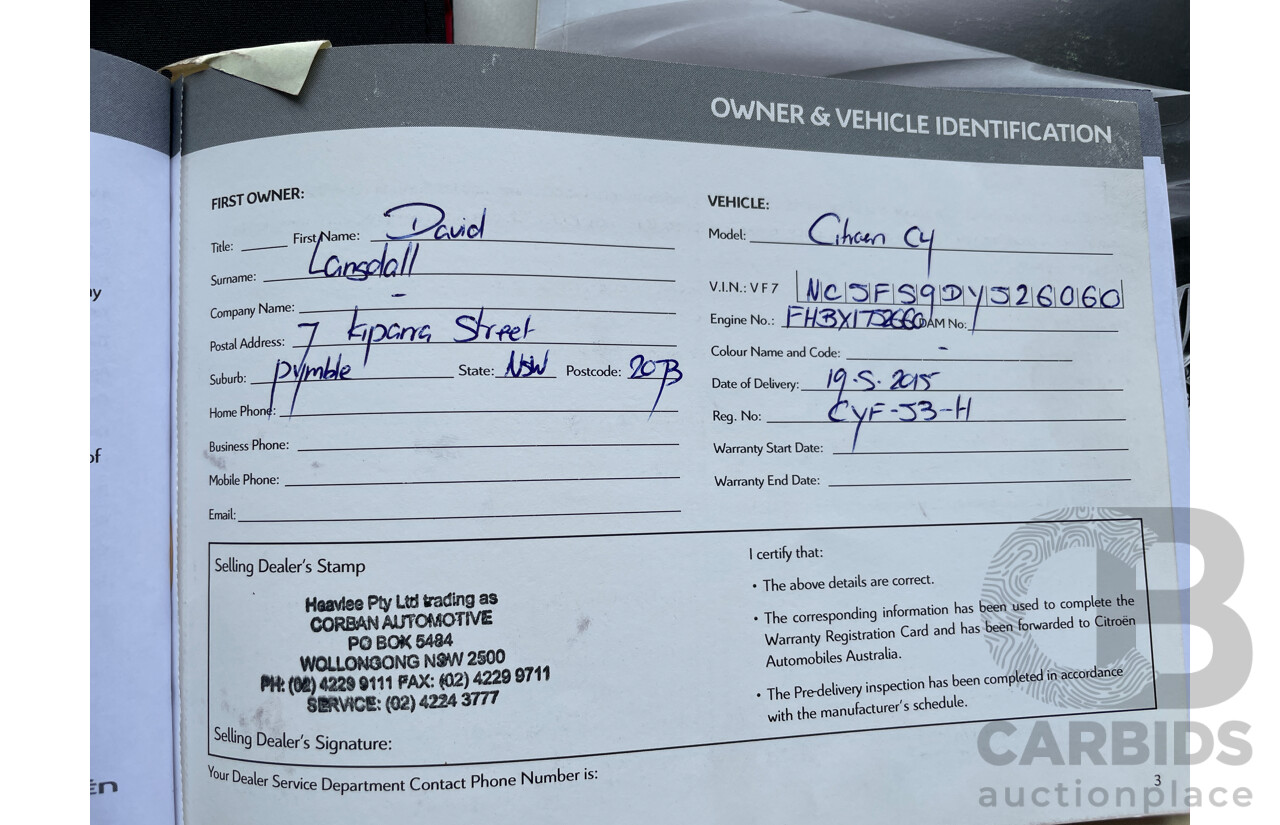 OWNER & VEHICLE IDENTIFICATION
FIRST OWNER:
Title: First Name: David
Surname: Lansdall
Company Name: -
Postal Address: 7 Kiparra Street
Suburb: Pymble State: NSW Postcode: 2073
Home Phone:
Business Phone:
Mobile Phone:
Email:
VEHICLE:
Model: Citroen C4
V.I.N.: V F 7 NC5FS9DY526060
Engine No.: DAM No:
Colour Name and Code: -
Date of Delivery: 19.5.2015
Reg. No: CYF-53-H
Warranty Start Date:
Warranty End Date:
Selling Dealer's Stamp
Heavlee Pty Ltd trading as
CORBAN AUTOMOTIVE
PO BOX 5484
WOLLONGONG NSW 2500
PH: (02) 4229 9111 FAX: (02) 4229 9711
SERVICE: (02) 4224 3777
Selling Dealer's Signature:
I certify that:
• The above details are correct.
• The corresponding information has been used to complete the
Warranty Registration Card and has been forwarded to Citroën
Automobiles Australia.
• The Pre-delivery inspection has been completed in accordance
with the manufacturer's schedule.
Your Dealer Service Department Contact Phone Number is:
3
of
CARBIDS
auctionplace